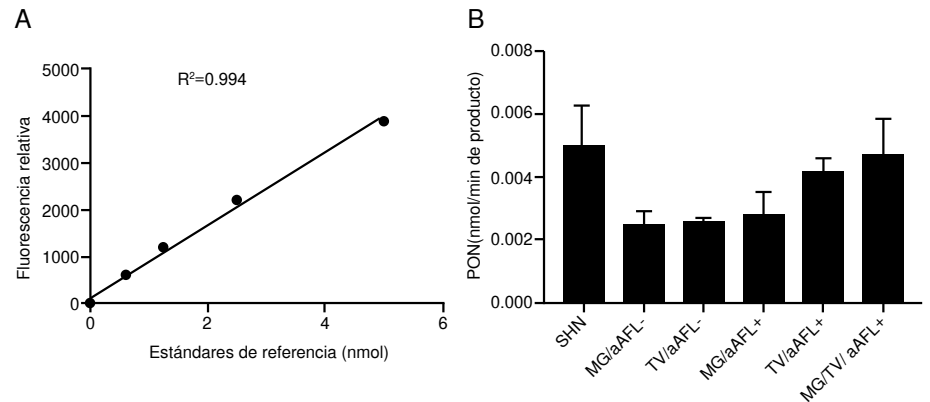 A
R²=0.994
Fluorescencia relativa
5000
4000
3000
2000
1000
0
0
2
4
6
Estándares de referencia (nmol)
B
PON(nmol/min de producto)
0.008
0.006
0.004
0.002
0.000
SHN
MG/aAFL-
TV/aAFL-
MG/aAFL+
TV/aAFL+
MG/TV/ aAFL+